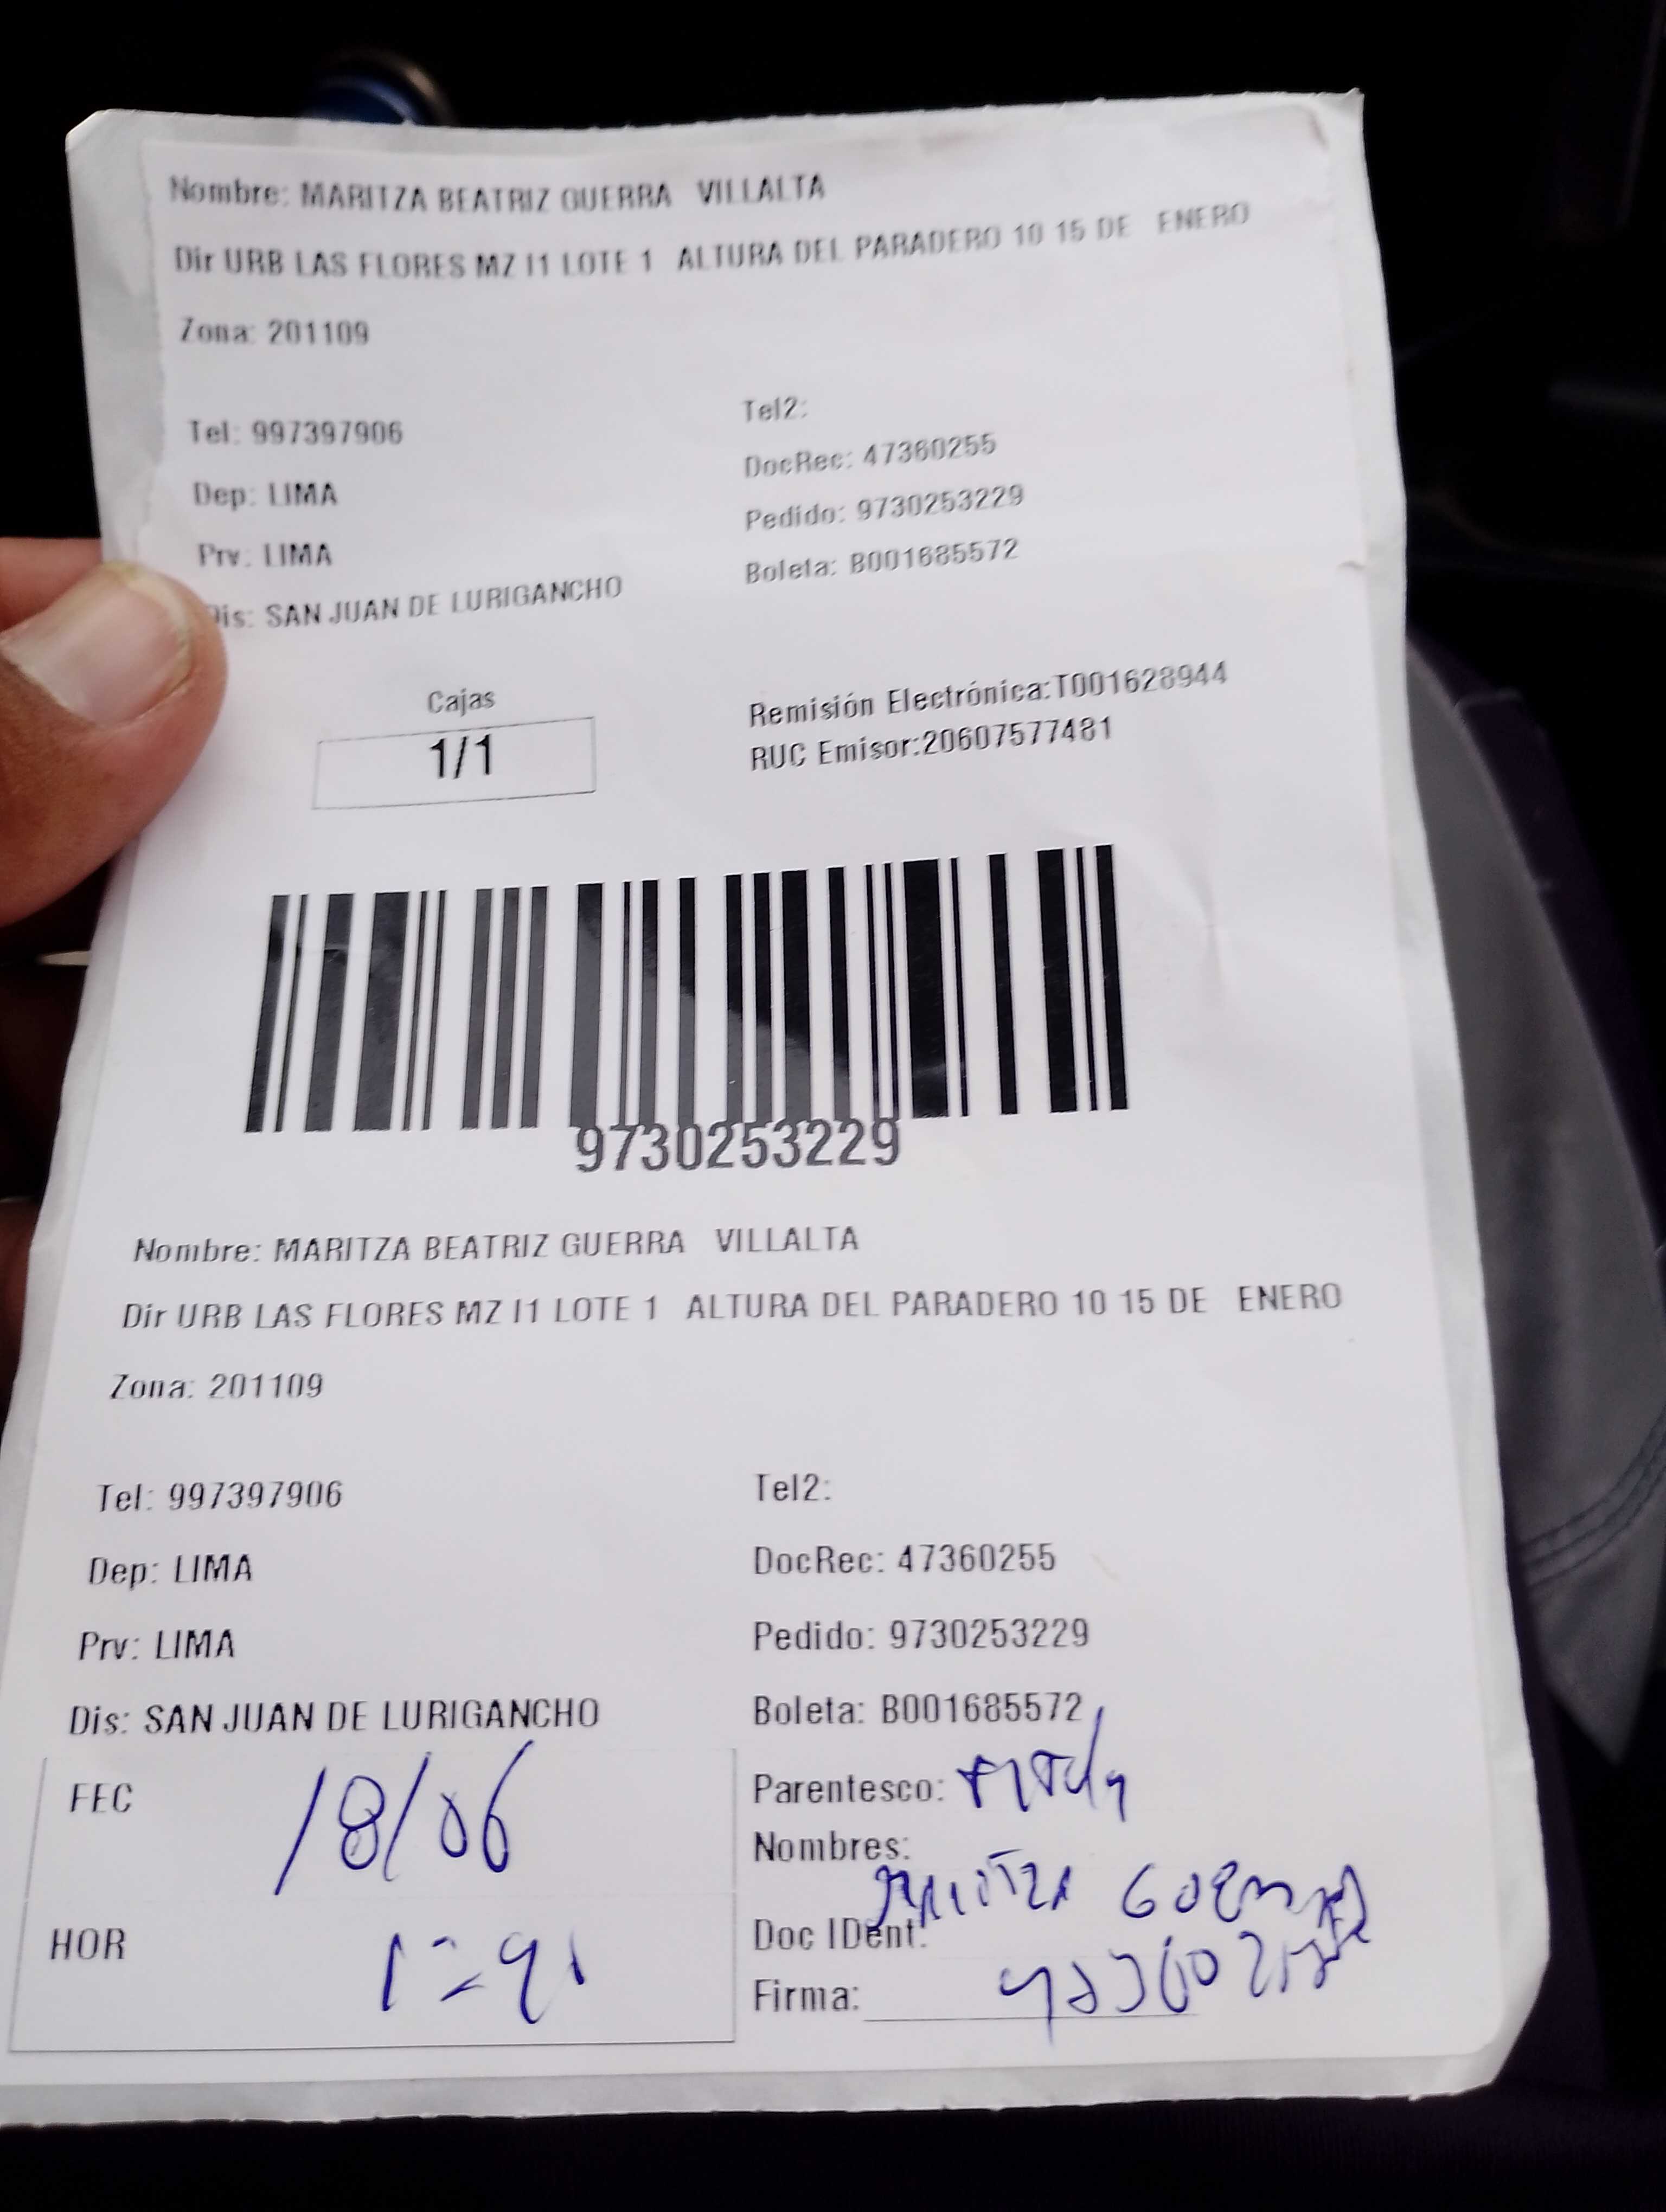 Nombre: MARITZA BEATRIZ GUERRA VILLALTA
Dir URB LAS FLORES MZ I1 LOTE 1 ALTURA DEL PARADERO 10 15 DE ENERO
Zona: 201109
Tel: 997397906
Tel2:
Dep: LIMA
DocRec: 47360255
Prv: LIMA
Pedido: 9730253229
Dis: SAN JUAN DE LURIGANCHO
Boleta: B001685572
Cajas
1/1
Remisión Electrónica:T001628944
RUC Emisor:20607577481
9730253229
Nombre: MARITZA BEATRIZ GUERRA VILLALTA
Dir URB LAS FLORES MZ I1 LOTE 1 ALTURA DEL PARADERO 10 15 DE ENERO
Zona: 201109
Tel: 997397906
Tel2:
Dep: LIMA
DocRec: 47360255
Prv: LIMA
Pedido: 9730253229
Dis: SAN JUAN DE LURIGANCHO
Boleta: B001685572
FEC 18/06
Parentesco:
Nombres:
MARITZA GUERRA
HOR
Doc IDent:
Firma: